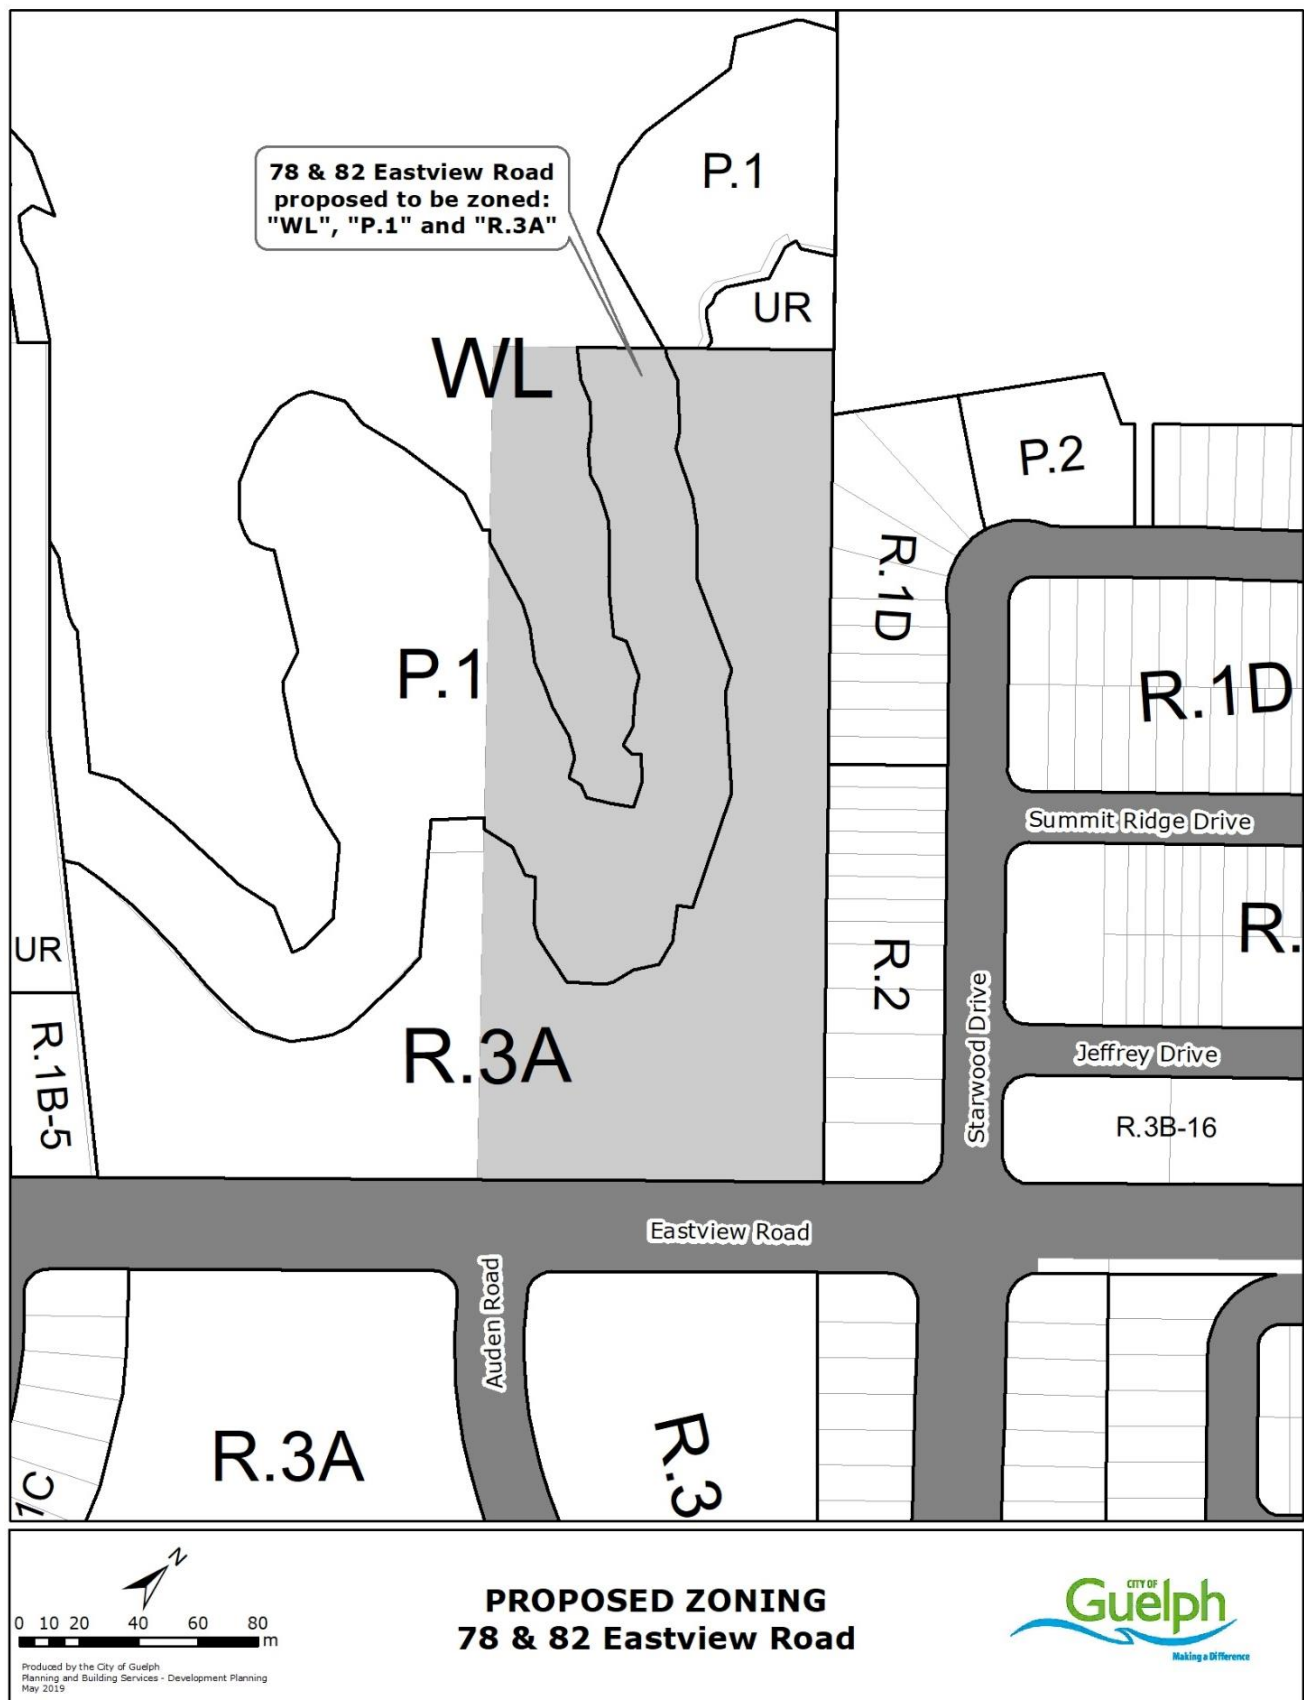 P.1
78 & 82 Eastview Road
proposed to be zoned:
"WL", "P.1" and "R.3A"
UR
WL
P.2
R.1D
P.1
R.1D
Summit Ridge Drive
R.
UR
R.2
Starwood Drive
R.1B-5
R.3A
Jeffrey Drive
R.3B-16
Eastview Road
Auden Road
R.3A
R.3
1C
N
0 10 20 40 60 80
m
Produced by the City of Guelph
Planning and Building Services - Development Planning
May 2019
PROPOSED ZONING
78 & 82 Eastview Road
CITY OF
Guelph
Making a Difference